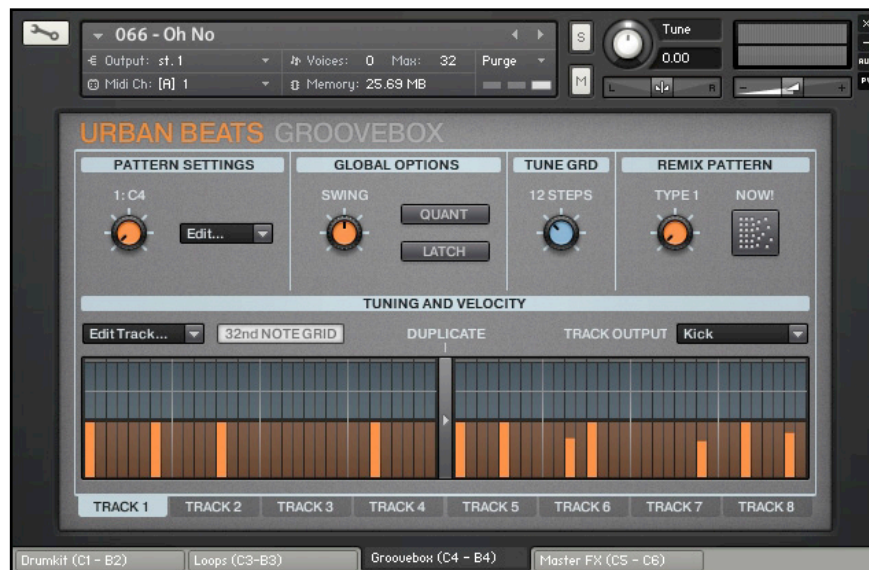 066 - Oh No
Output: st.1 Voices: 0 Max: 32 Purge
Midi Ch: [A] 1 Memory: 25.69 MB
S
M
Tune
0.00
L R
- +
URBAN BEATS GROOVEBOX
PATTERN SETTINGS GLOBAL OPTIONS TUNE GRD REMIX PATTERN
1: C4 SWING 12 STEPS TYPE 1 NOW!
Edit... QUANT
LATCH
TUNING AND VELOCITY
Edit Track... 32nd NOTE GRID DUPLICATE TRACK OUTPUT Kick
TRACK 1 TRACK 2 TRACK 3 TRACK 4 TRACK 5 TRACK 6 TRACK 7 TRACK 8
Drumkit (C1 - B2) Loops (C3-B3) Groovebox (C4 - B4) Master FX (C5 - C6)